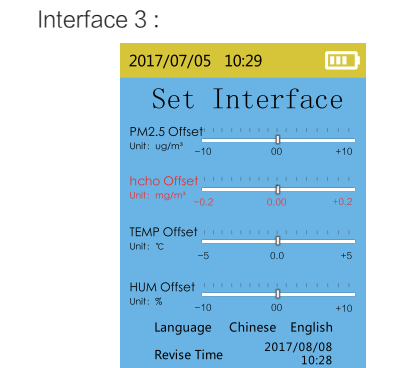 Interface 3 :
2017/07/05 10:29
Set Interface
PM2.5 Offset
Unit: ug/m³
-10 00 +10
hcho Offset
Unit: mg/m³
-0.2 0.00 +0.2
TEMP Offset
Unit: ℃
-5 0.0 +5
HUM Offset
Unit: %
-10 00 +10
Language Chinese English
Revise Time 2017/08/08
10:28